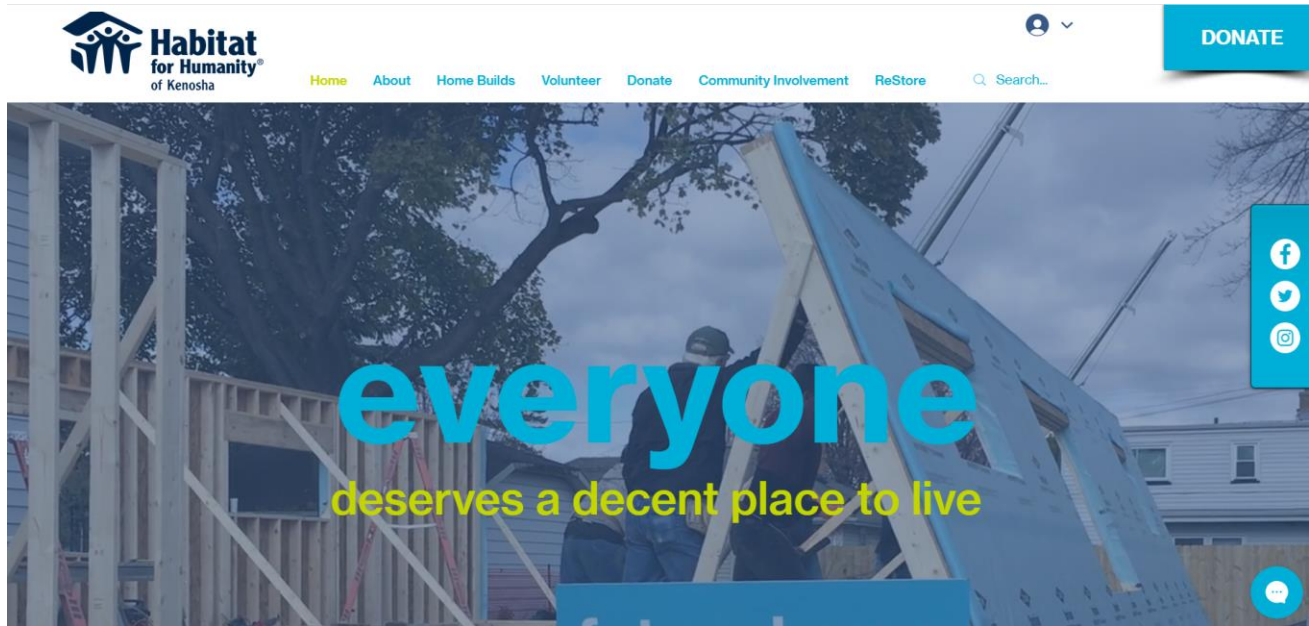 Habitat
for Humanity®
of Kenosha
DONATE
Home About Home Builds Volunteer Donate Community Involvement ReStore Search...
everyone
deserves a decent place to live